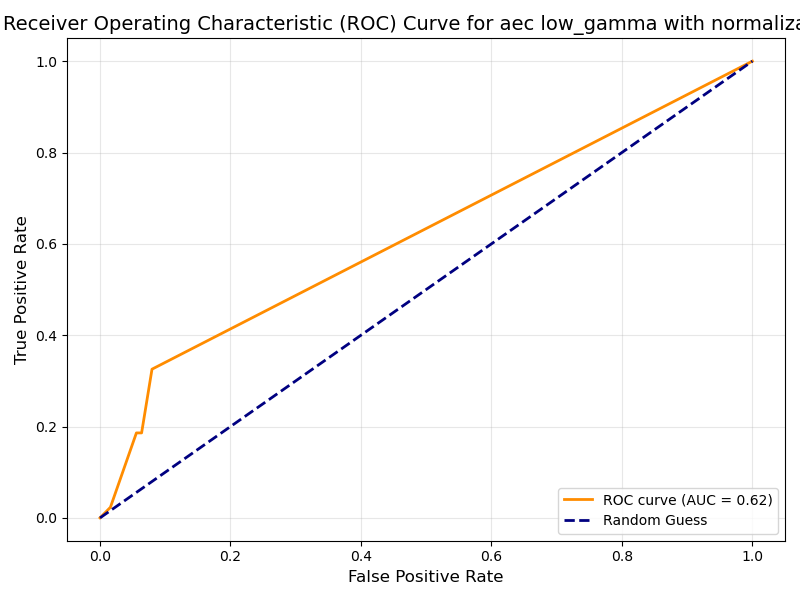 Receiver Operating Characteristic (ROC) Curve for aec low_gamma with normaliza
1.0
0.8
0.6
0.4
0.2
0.0
True Positive Rate
0.0 0.2 0.4 0.6 0.8 1.0
False Positive Rate
ROC curve (AUC = 0.62)
Random Guess